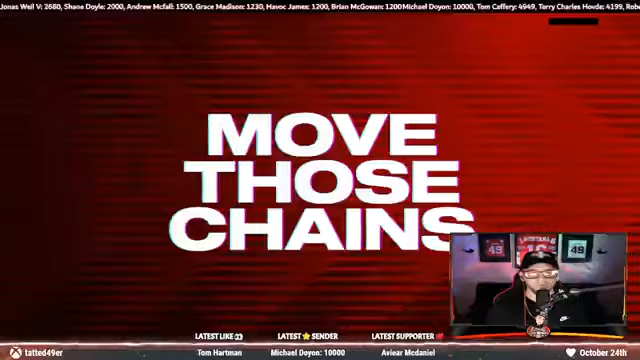 Jonas Weil V: 2680, Shane Doyle: 2000, Andrew Mcfall: 1500, Grace Madison: 1230, Havoc James: 1200, Brian McGowan: 1200Michael Doyon: 10000, Tom Caffery: 4949, Terry Charles Hovde: 4199, Rob
MOVE
THOSE
CHAINS
49
49
LATEST LIKE
LATEST SENDER
LATEST SUPPORTER
tatted49er
Tom Hartman
Michael Doyon: 10000
Aviear Mcdaniel
October 24th